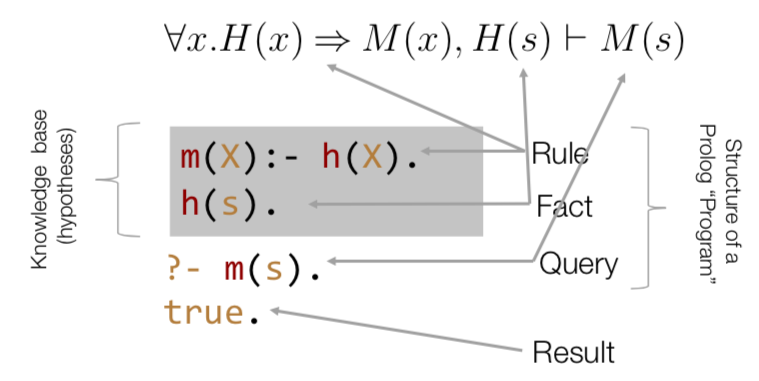 ∀x.H(x) ⇒ M(x), H(s) ⊢ M(s)
Knowledge base
(hypotheses)
m(X):- h(X).
Rule
h(s).
Fact
?- m(s).
Query
true.
Result
Structure of a
Prolog “Program”